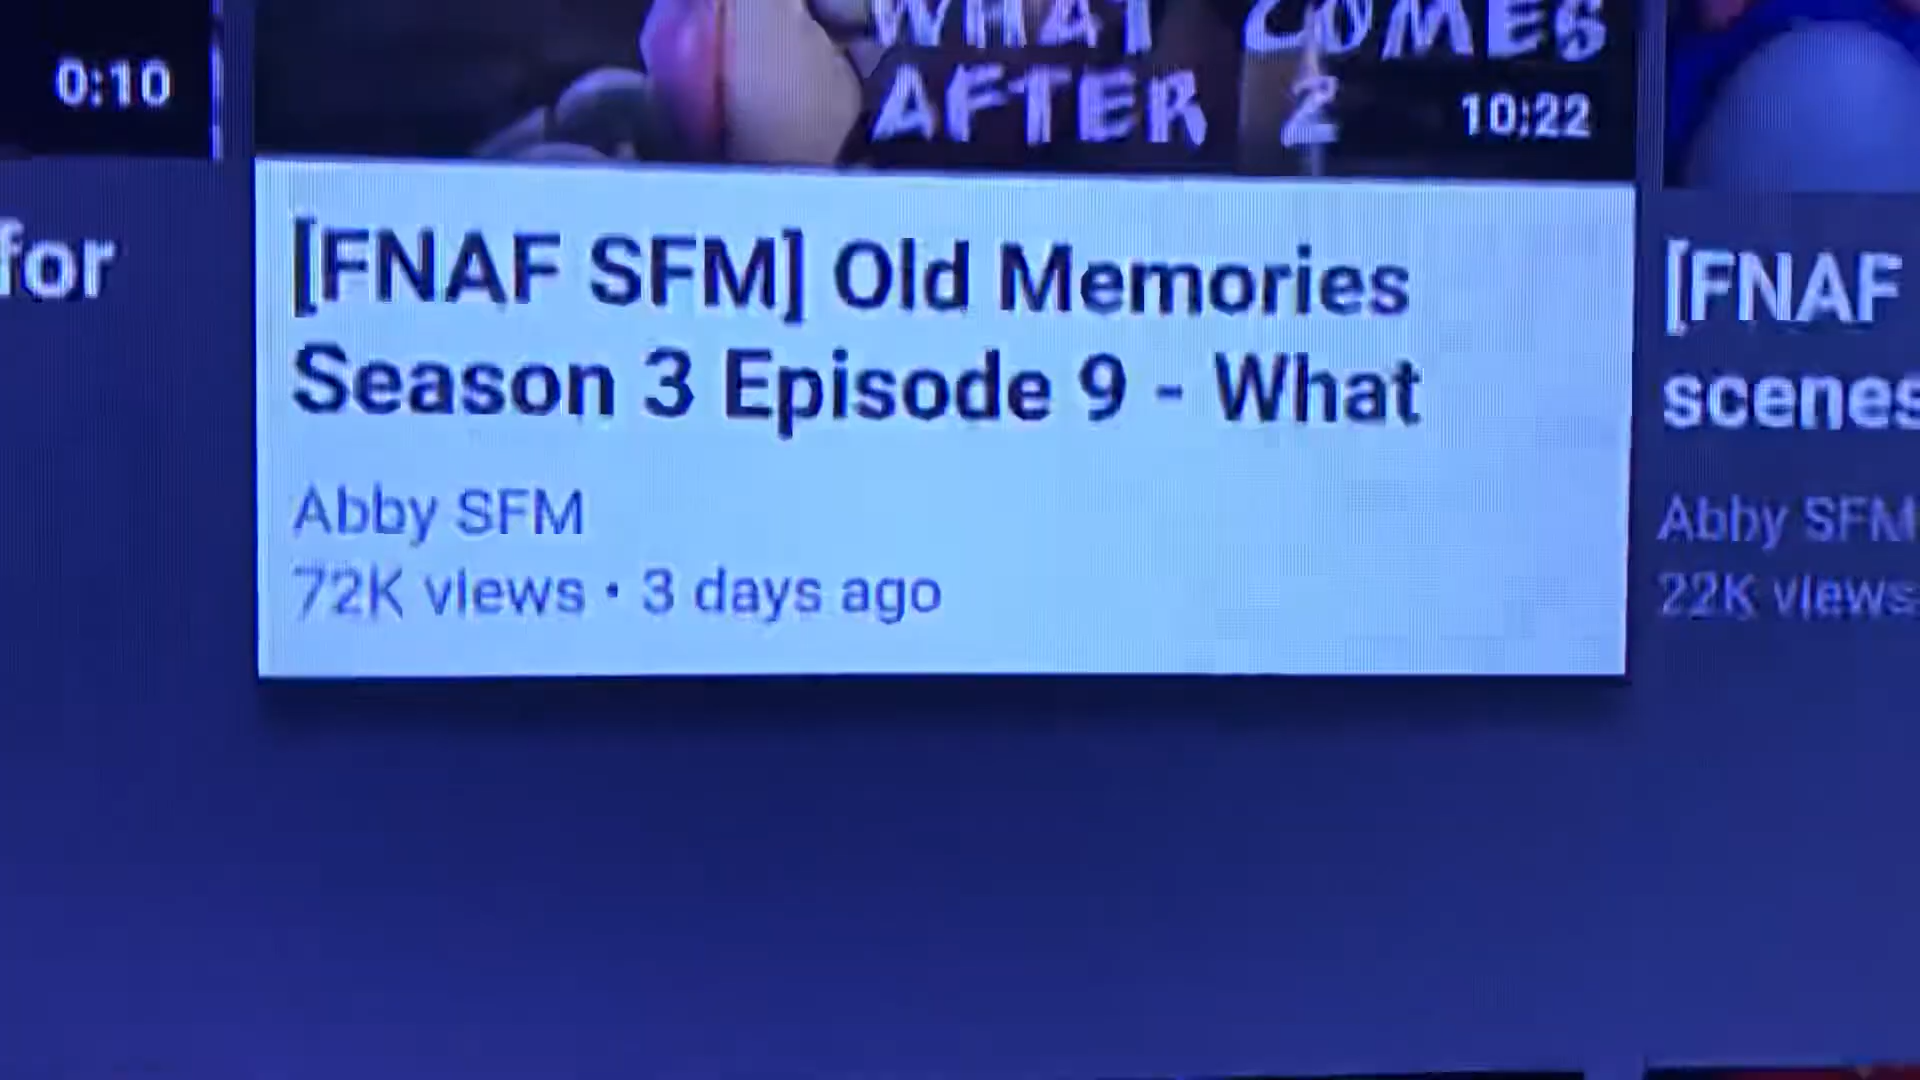 0:10
WHAT COMES
AFTER 2
10:22
for
[FNAF SFM] Old Memories
Season 3 Episode 9 - What
Abby SFM
72K views • 3 days ago
[FNAF
scenes
Abby SFM
22K views